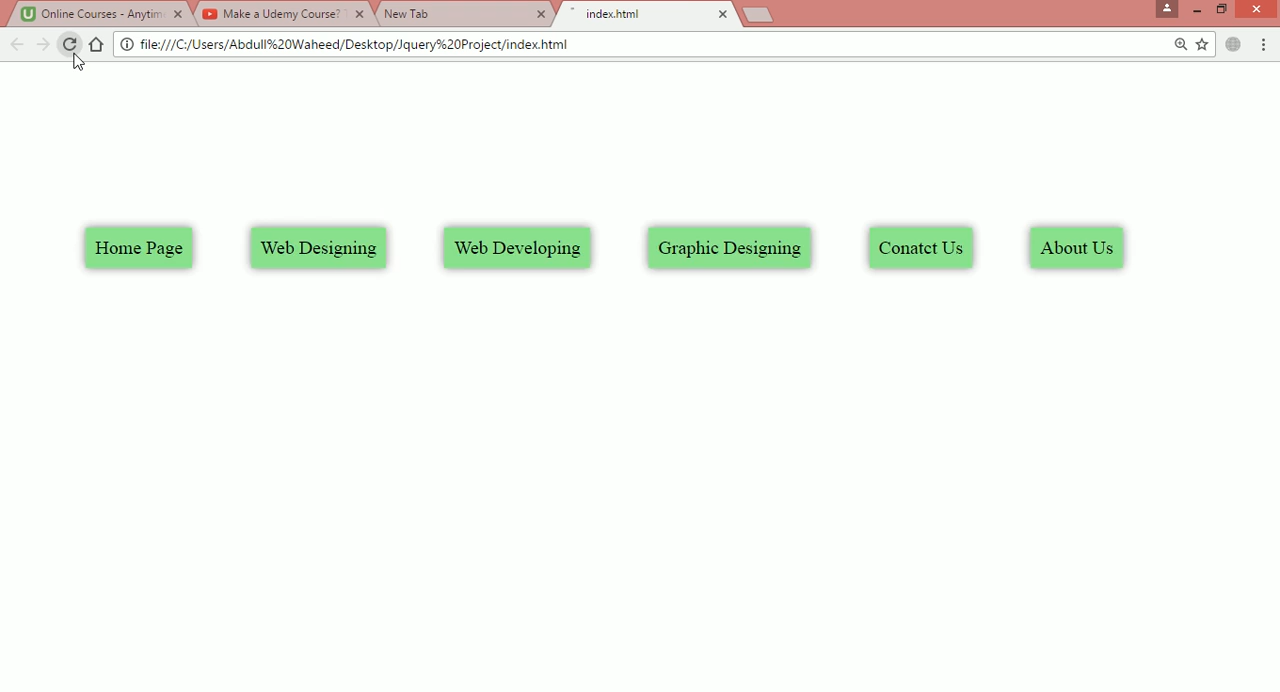 Online Courses - Anytim
Make a Udemy Course?
New Tab
index.html
file:///C:/Users/Abdull%20Waheed/Desktop/Jquery%20Project/index.html
Home Page
Web Designing
Web Developing
Graphic Designing
Conatct Us
About Us